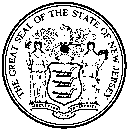 THE GREAT SEAL OF THE STATE OF NEW JERSEY